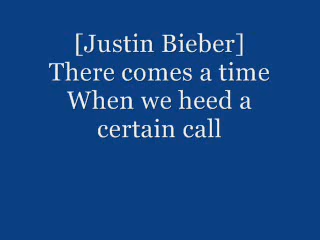 [Justin Bieber]
There comes a time
When we heed a
certain call